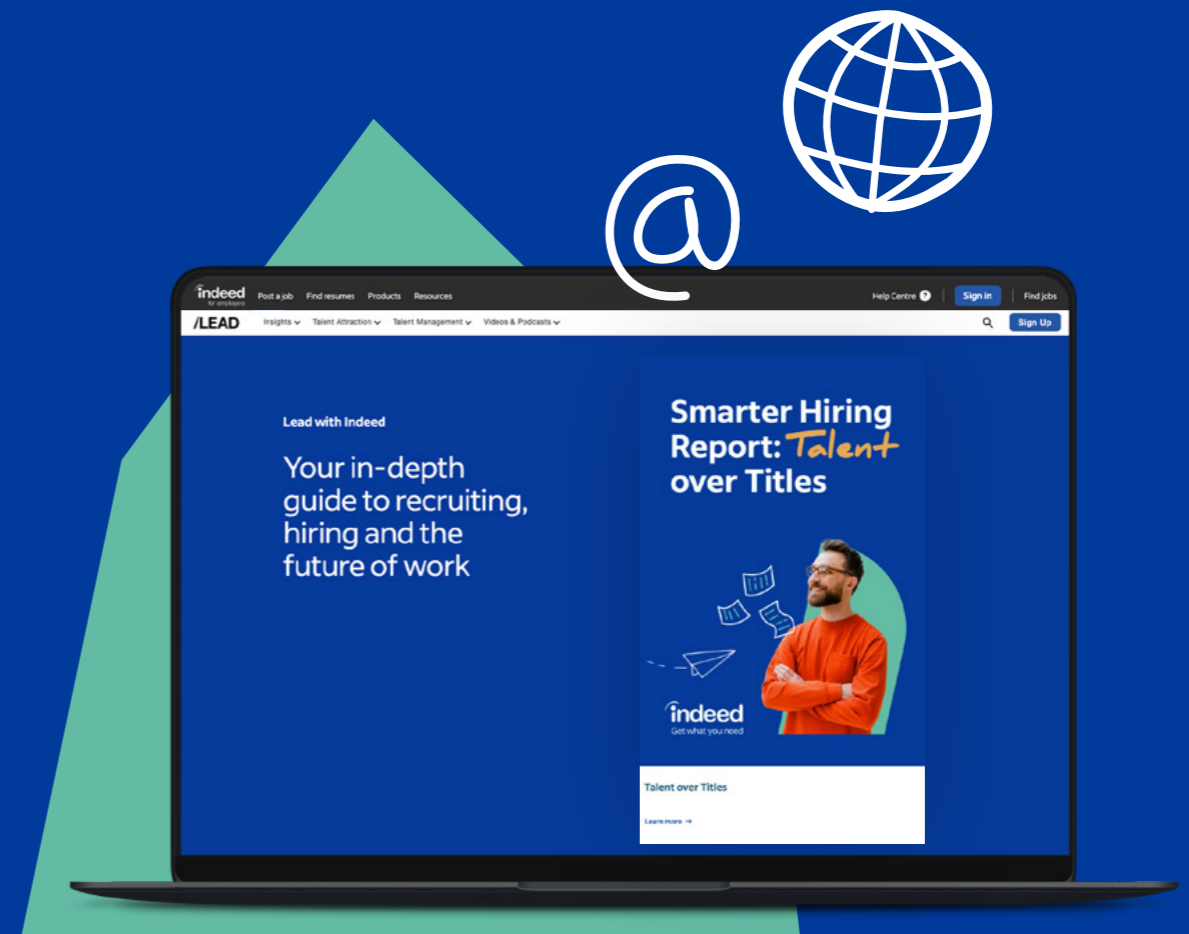 @
indeed
for employers
Post a job Find resumes Products Resources Help Centre ? Sign in Find jobs
/LEAD Insights Talent Attraction Talent Management Videos & Podcasts Sign Up
Lead with Indeed
Your in-depth
guide to recruiting,
hiring and the
future of work
Smarter Hiring
Report: Talent
over Titles
indeed
Get what you need
Talent over Titles
Learn more →